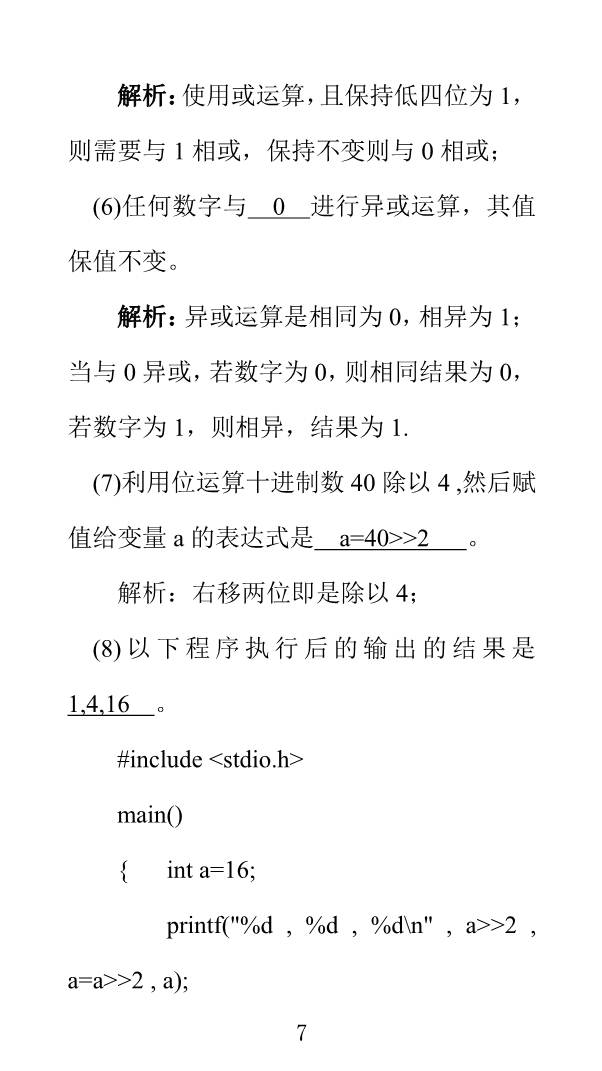 解析：使用或运算，且保持低四位为 1，
则需要与 1 相或，保持不变则与 0 相或；
(6)任何数字与__0__进行异或运算，其值
保值不变。
解析：异或运算是相同为 0，相异为 1；
当与 0 异或，若数字为 0，则相同结果为 0，
若数字为 1，则相异，结果为 1.
(7)利用位运算十进制数 40 除以 4 ,然后赋
值给变量 a 的表达式是__a=40>>2___。
解析：右移两位即是除以 4；
(8)以下程序执行后的输出的结果是
1,4,16__。
#include <stdio.h>
main()
{ int a=16;
printf("%d , %d , %d\n" , a>>2 ,
a=a>>2 , a);
7